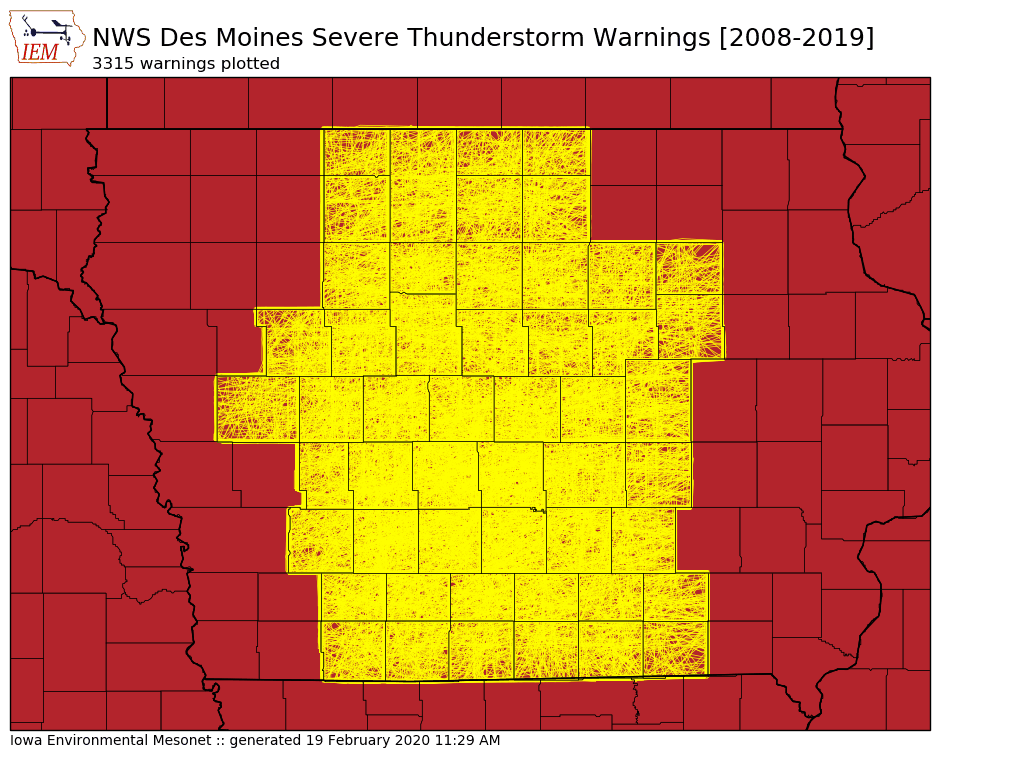 IEM
NWS Des Moines Severe Thunderstorm Warnings [2008-2019]
3315 warnings plotted
Iowa Environmental Mesonet :: generated 19 February 2020 11:29 AM